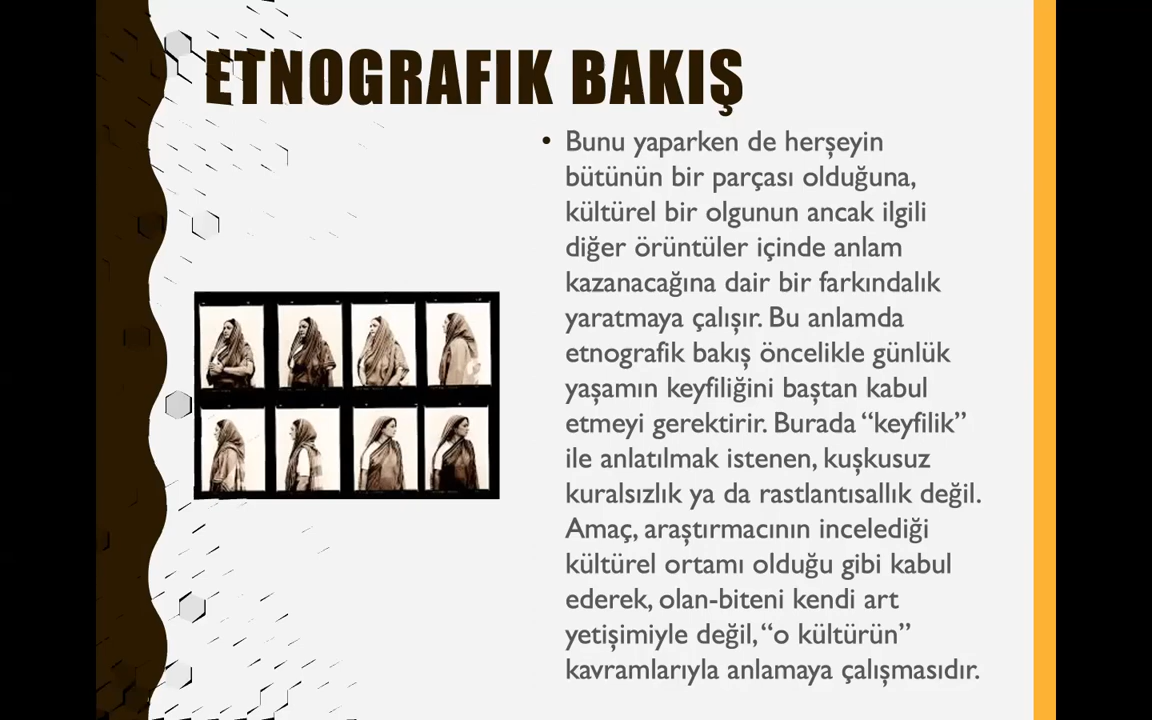 ETNOGRAFIK BAKIŞ
• Bunu yaparken de herşeyin
bütünün bir parçası olduğuna,
kültürel bir olgunun ancak ilgili
diğer örüntüler içinde anlam
kazanacağına dair bir farkındalık
yaratmaya çalışır. Bu anlamda
etnografik bakış öncelikle günlük
yaşamın keyfiliğini baştan kabul
etmeyi gerektirir. Burada “keyfilik”
ile anlatılmak istenen, kuşkusuz
kuralsızlık ya da rastlantısallık değil.
Amaç, araştırmacının incelediği
kültürel ortamı olduğu gibi kabul
ederek, olan-biteni kendi art
yetişimiyle değil, “o kültürün”
kavramlarıyla anlamaya çalışmasıdır.